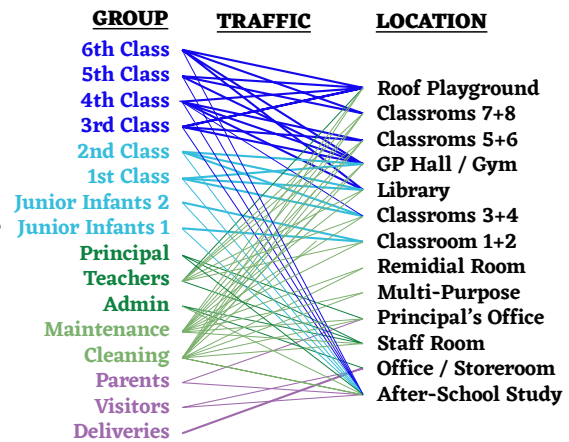 GROUP
TRAFFIC
LOCATION
6th Class
5th Class
4th Class
3rd Class
2nd Class
1st Class
Junior Infants 2
Junior Infants 1
Principal
Teachers
Admin
Maintenance
Cleaning
Parents
Visitors
Deliveries
Roof Playground
Classroms 7+8
Classroms 5+6
GP Hall / Gym
Library
Classroms 3+4
Classroom 1+2
Remidial Room
Multi-Purpose
Principal's Office
Staff Room
Office / Storeroom
After-School Study